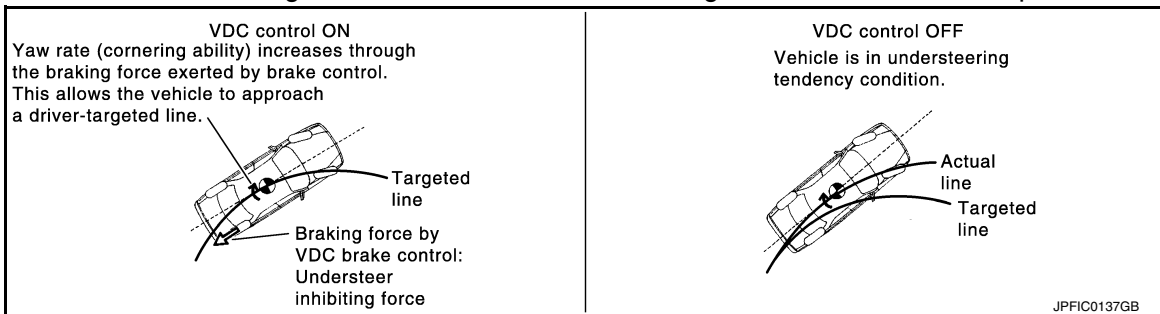 VDC control ON
Yaw rate (cornering ability) increases through
the braking force exerted by brake control.
This allows the vehicle to approach
a driver-targeted line.
Targeted
line
Braking force by
VDC brake control:
Understeer
inhibiting force
VDC control OFF
Vehicle is in understeering
tendency condition.
Actual
line
Targeted
line
JPFIC0137GB